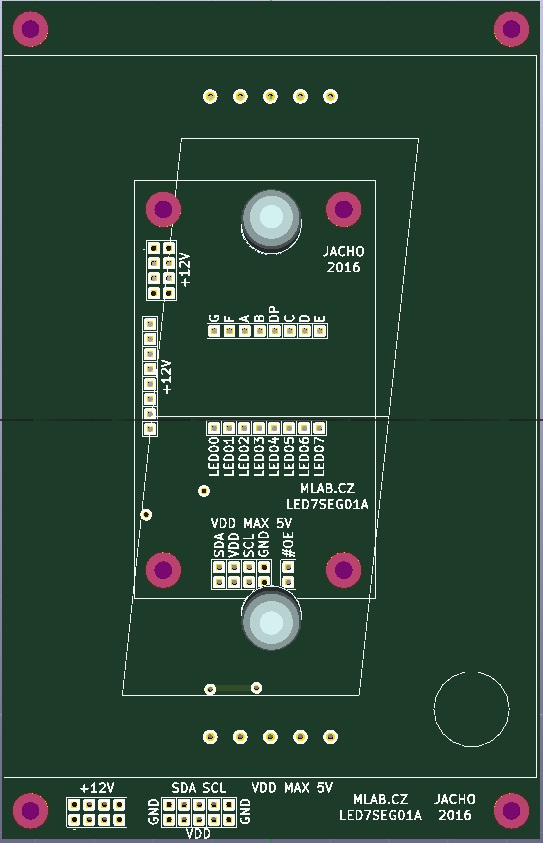 JACHO
2016
+12V
G F A B DP C D E
+12V
LED00 LED01 LED02 LED03 LED04 LED05 LED06 LED07
MLAB.CZ
LED7SEG01A
VDD MAX 5V
SDA VDD SCL GND #OE
+12V
SDA SCL
VDD MAX 5V
GND
GND
VDD
MLAB.CZ
LED7SEG01A
JACHO
2016